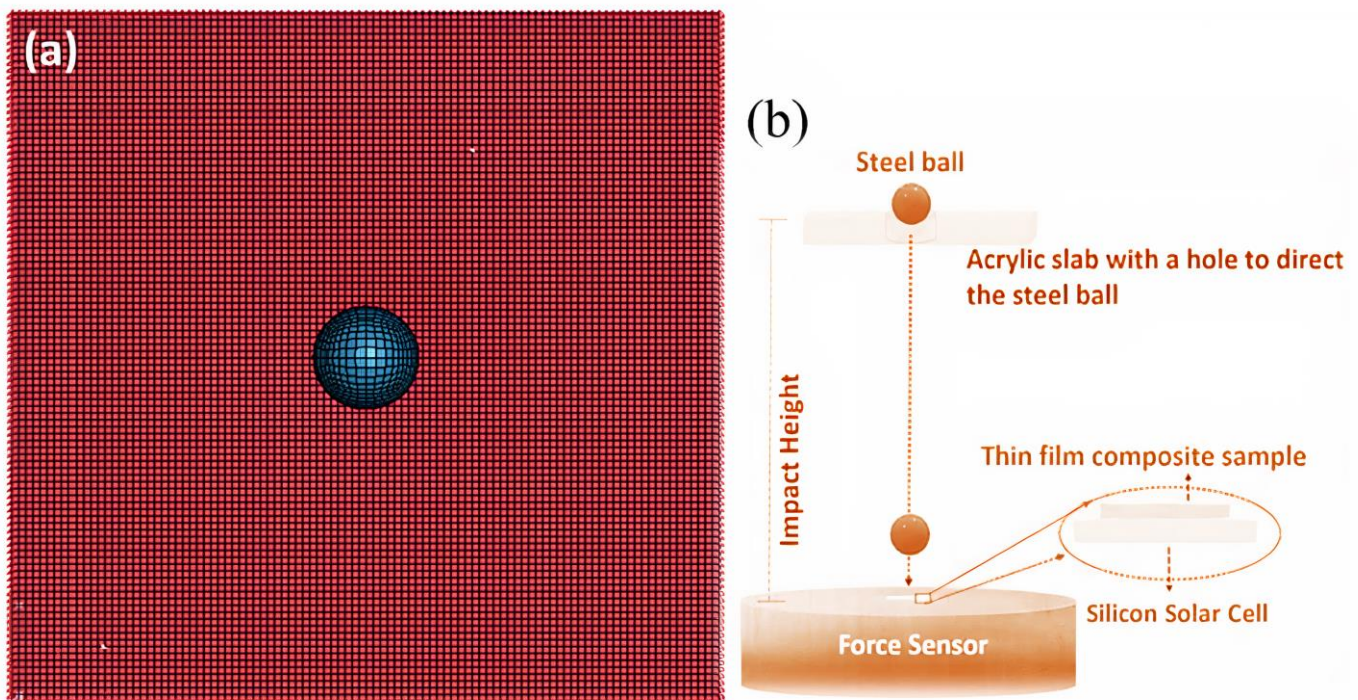 (a)
(b)
Steel ball
Acrylic slab with a hole to direct
the steel ball
Impact Height
Thin film composite sample
Silicon Solar Cell
Force Sensor